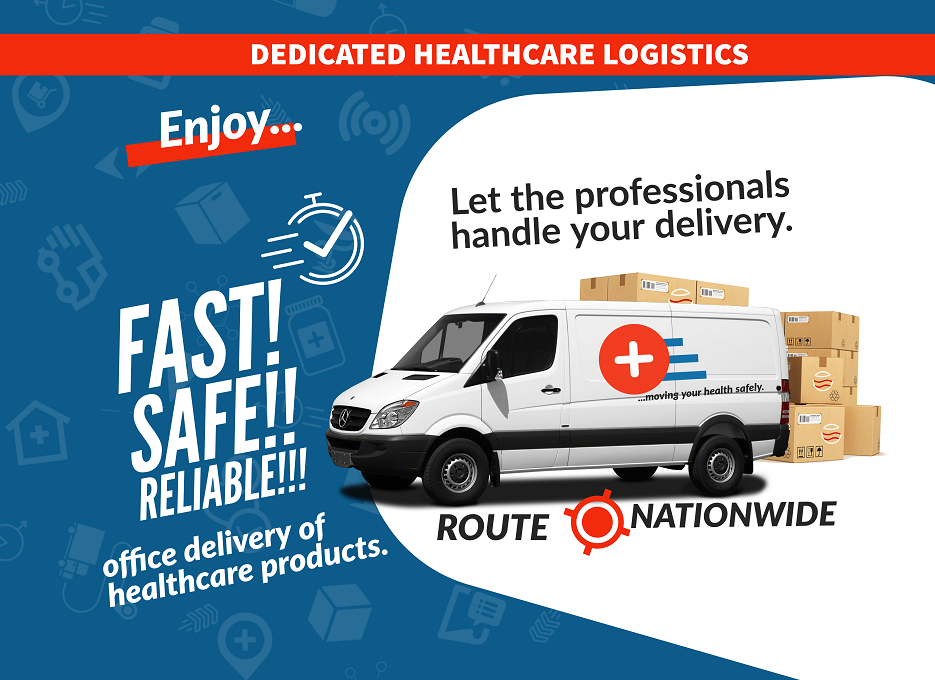 DEDICATED HEALTHCARE LOGISTICS
Enjoy...
Let the professionals
handle your delivery.
FAST!
SAFE!!
RELIABLE!!!
office delivery of
healthcare products.
...moving your health safely.
ROUTE NATIONWIDE